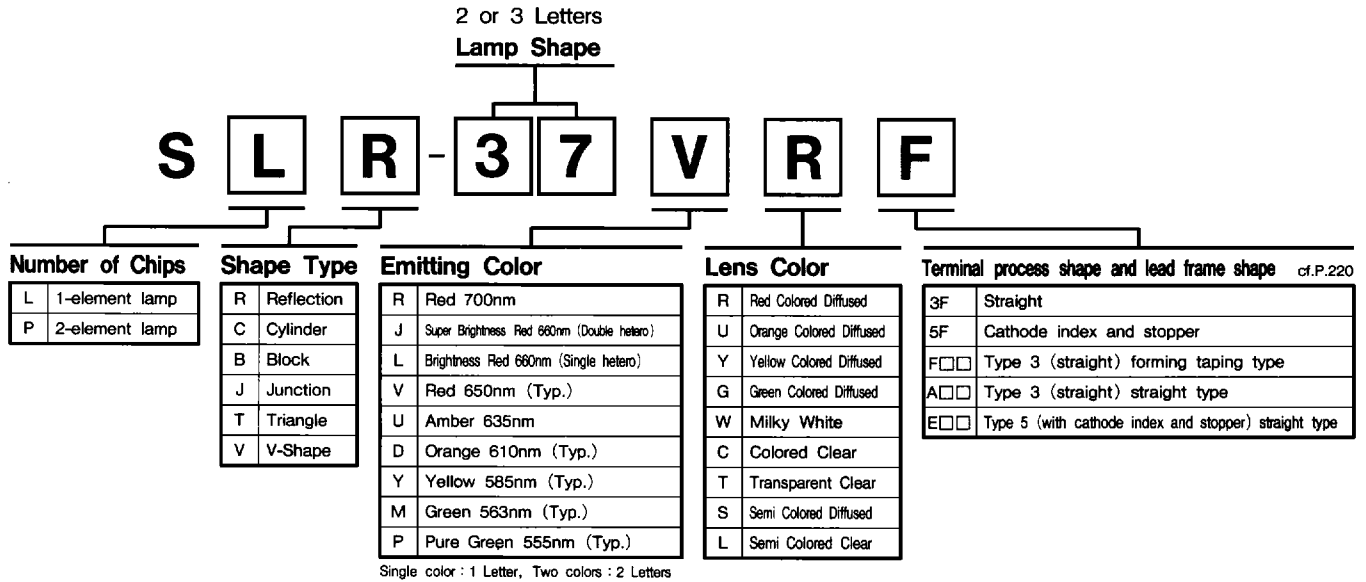 2 or 3 Letters
Lamp Shape
S L R - 3 7 V R F
Number of Chips
L 1-element lamp
P 2-element lamp
Shape Type
R Reflection
C Cylinder
B Block
J Junction
T Triangle
V V-Shape
Emitting Color
R Red 700nm
J Super Brightness Red 660nm (Double hetero)
L Brightness Red 660nm (Single hetero)
V Red 650nm (Typ.)
U Amber 635nm
D Orange 610nm (Typ.)
Y Yellow 585nm (Typ.)
M Green 563nm (Typ.)
P Pure Green 555nm (Typ.)
Single color : 1 Letter, Two colors : 2 Letters
Lens Color
R Red Colored Diffused
U Orange Colored Diffused
Y Yellow Colored Diffused
G Green Colored Diffused
W Milky White
C Colored Clear
T Transparent Clear
S Semi Colored Diffused
L Semi Colored Clear
Terminal process shape and lead frame shape cf.P.220
3F Straight
5F Cathode index and stopper
F□□ Type 3 (straight) forming taping type
A□□ Type 3 (straight) straight type
E□□ Type 5 (with cathode index and stopper) straight type